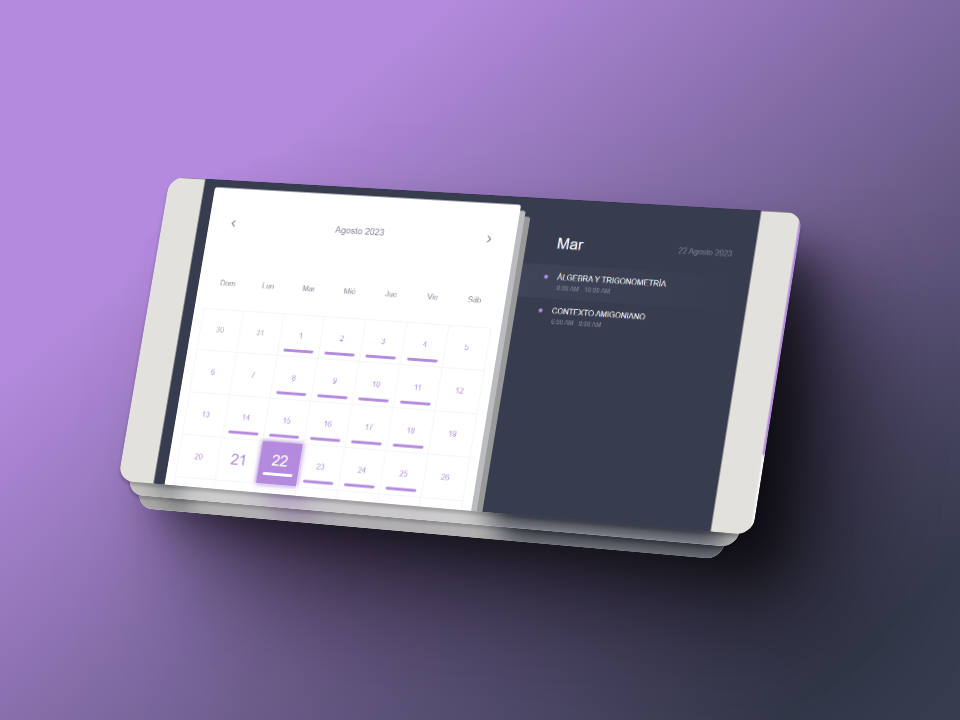 Agosto 2023
Dom Lun Mar Mié Jue Vie Sáb
30 31 1 2 3 4 5
6 7 8 9 10 11 12
13 14 15 16 17 18 19
20 21 22 23 24 25 26
Mar 22 Agosto 2023
ÁLGEBRA Y TRIGONOMETRÍA
8:00 AM 10:00 AM
CONTEXTO AMIGONIANO
6:00 AM 8:00 AM